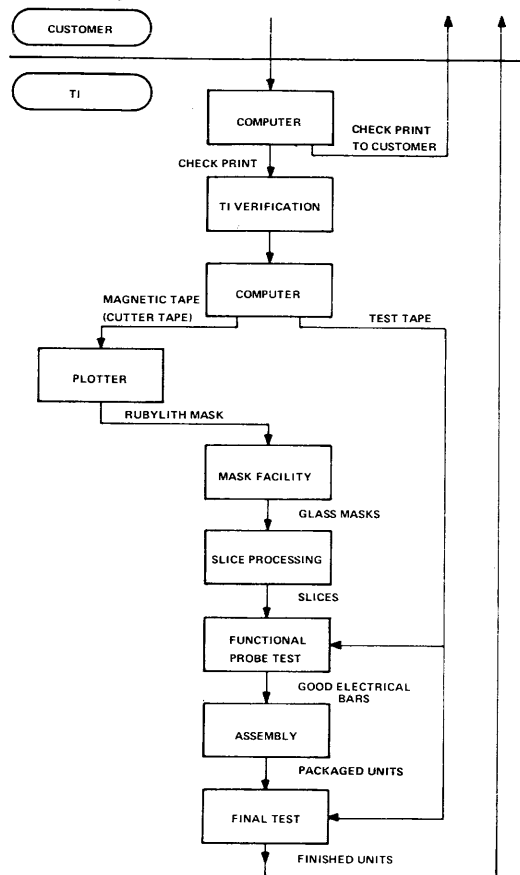 CUSTOMER
TI
COMPUTER
CHECK PRINT
TO CUSTOMER
CHECK PRINT
TI VERIFICATION
COMPUTER
MAGNETIC TAPE
(CUTTER TAPE)
TEST TAPE
PLOTTER
RUBYLITH MASK
MASK FACILITY
GLASS MASKS
SLICE PROCESSING
SLICES
FUNCTIONAL
PROBE TEST
GOOD ELECTRICAL
BARS
ASSEMBLY
PACKAGED UNITS
FINAL TEST
FINISHED UNITS